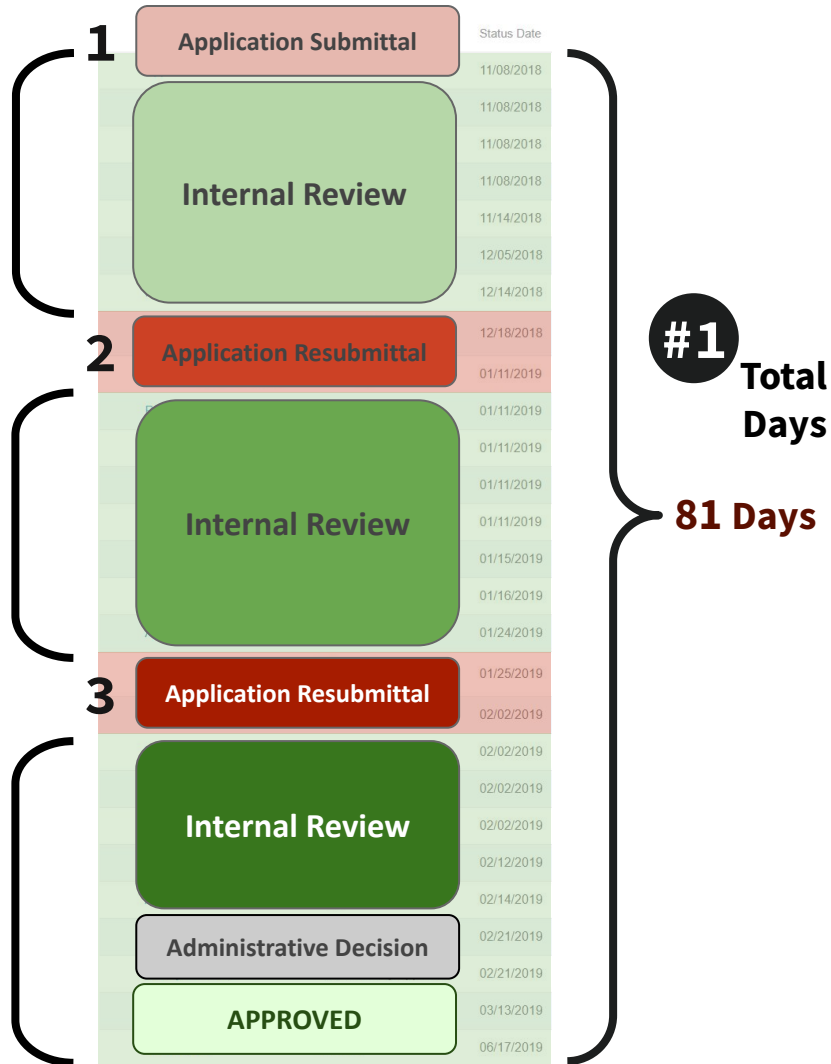 1
Application Submittal
Status Date
11/08/2018
11/08/2018
11/08/2018
11/08/2018
11/14/2018
12/05/2018
12/14/2018
Internal Review
2
Application Resubmittal
12/18/2018
01/11/2019
#1
Total
Days
81 Days
01/11/2019
01/11/2019
01/11/2019
01/11/2019
01/15/2019
01/16/2019
01/24/2019
Internal Review
3
Application Resubmittal
01/25/2019
02/02/2019
02/02/2019
02/02/2019
02/02/2019
02/12/2019
02/14/2019
Internal Review
Administrative Decision
02/21/2019
02/21/2019
APPROVED
03/13/2019
06/17/2019